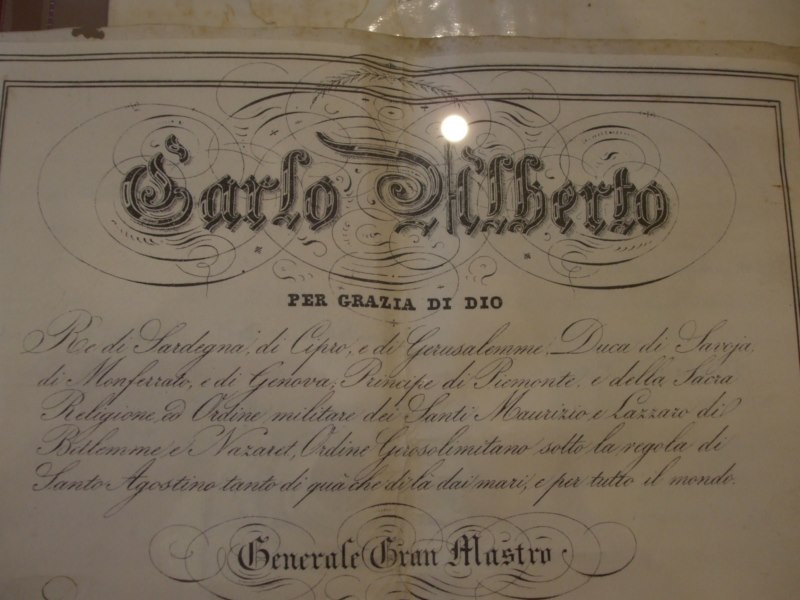 Carlo Alberto
PER GRAZIA DI DIO
Re di Sardegna, di Cipro, e di Gerusalemme, Duca di Savoja,
di Monferrato, e di Genova, Principe di Piemonte, e della Sacra
Religione, ed Ordine militare dei Santi Maurizio, e Lazzaro di
Betlemme, e Nazaret, Ordine Gerosolimitano sotto la regola di
Santo Agostino tanto di quà che di là dai mari, e per tutto il mondo.
Generale Gran Mastro